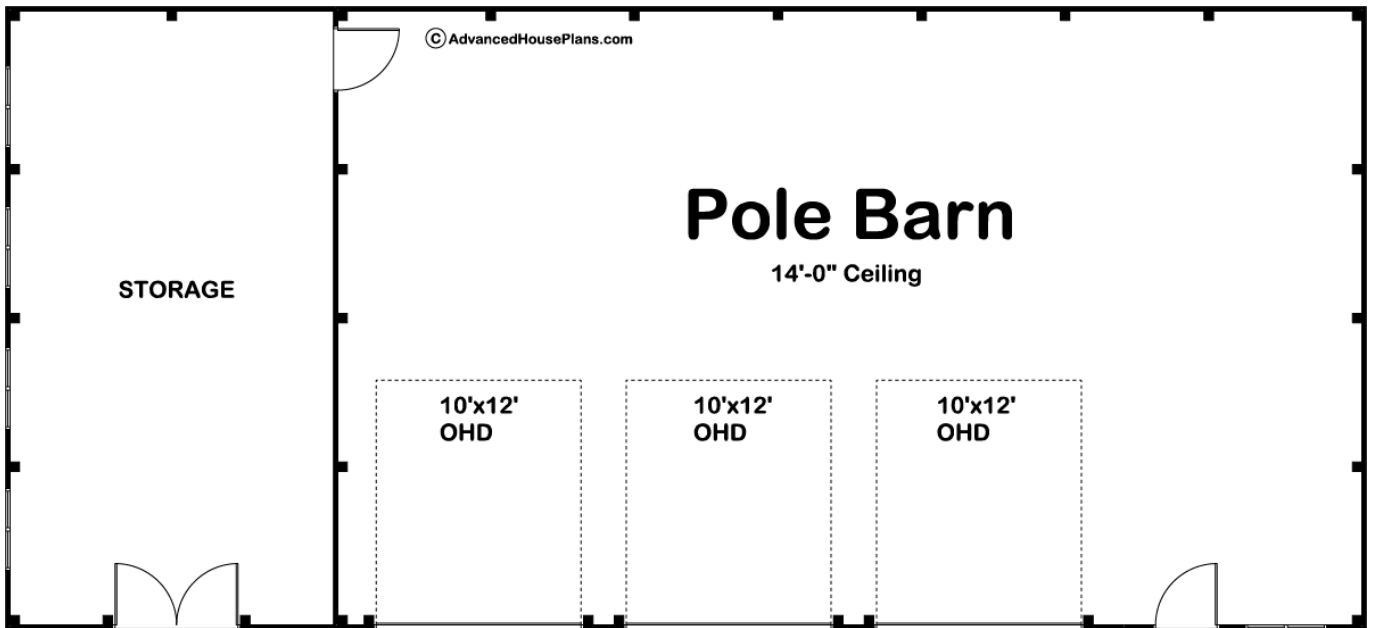 © AdvancedHousePlans.com
Pole Barn
14'-0" Ceiling
STORAGE
10'x12'
OHD
10'x12'
OHD
10'x12'
OHD